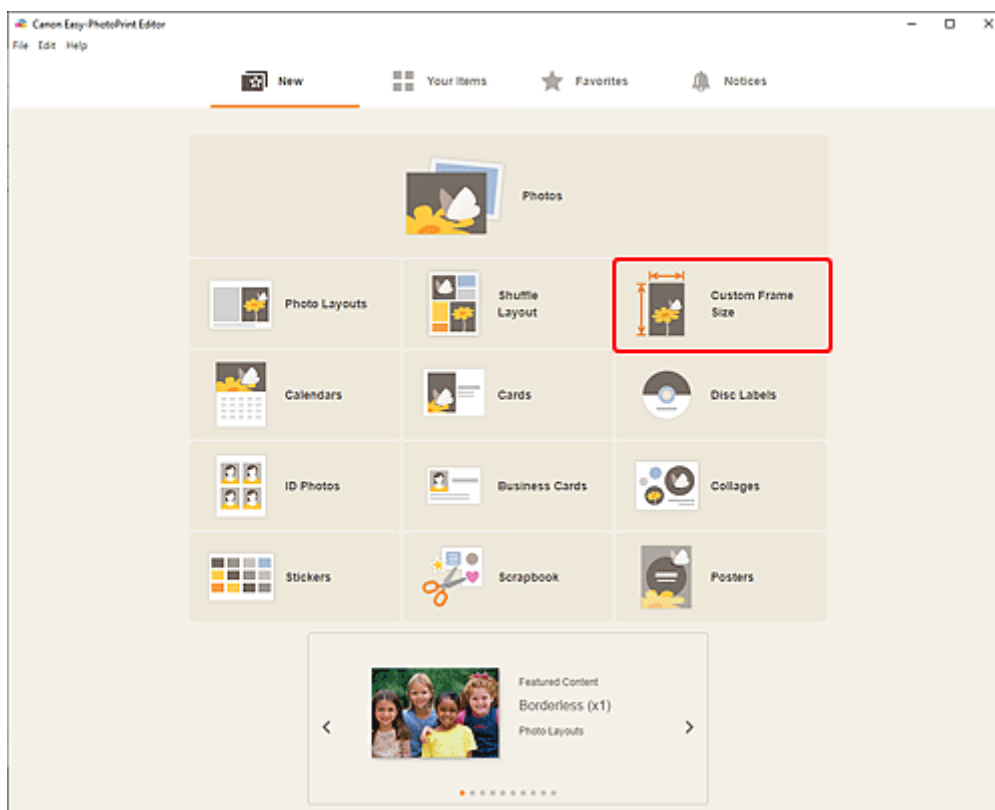 Canon Easy-PhotoPrint Editor
File Edit Help
New
Your Items
Favorites
Notices
Photos
Photo Layouts
Shuffle
Layout
Custom Frame
Size
Calendars
Cards
Disc Labels
ID Photos
Business Cards
Collages
Stickers
Scrapbook
Posters
Featured Content
Borderless (x1)
Photo Layouts